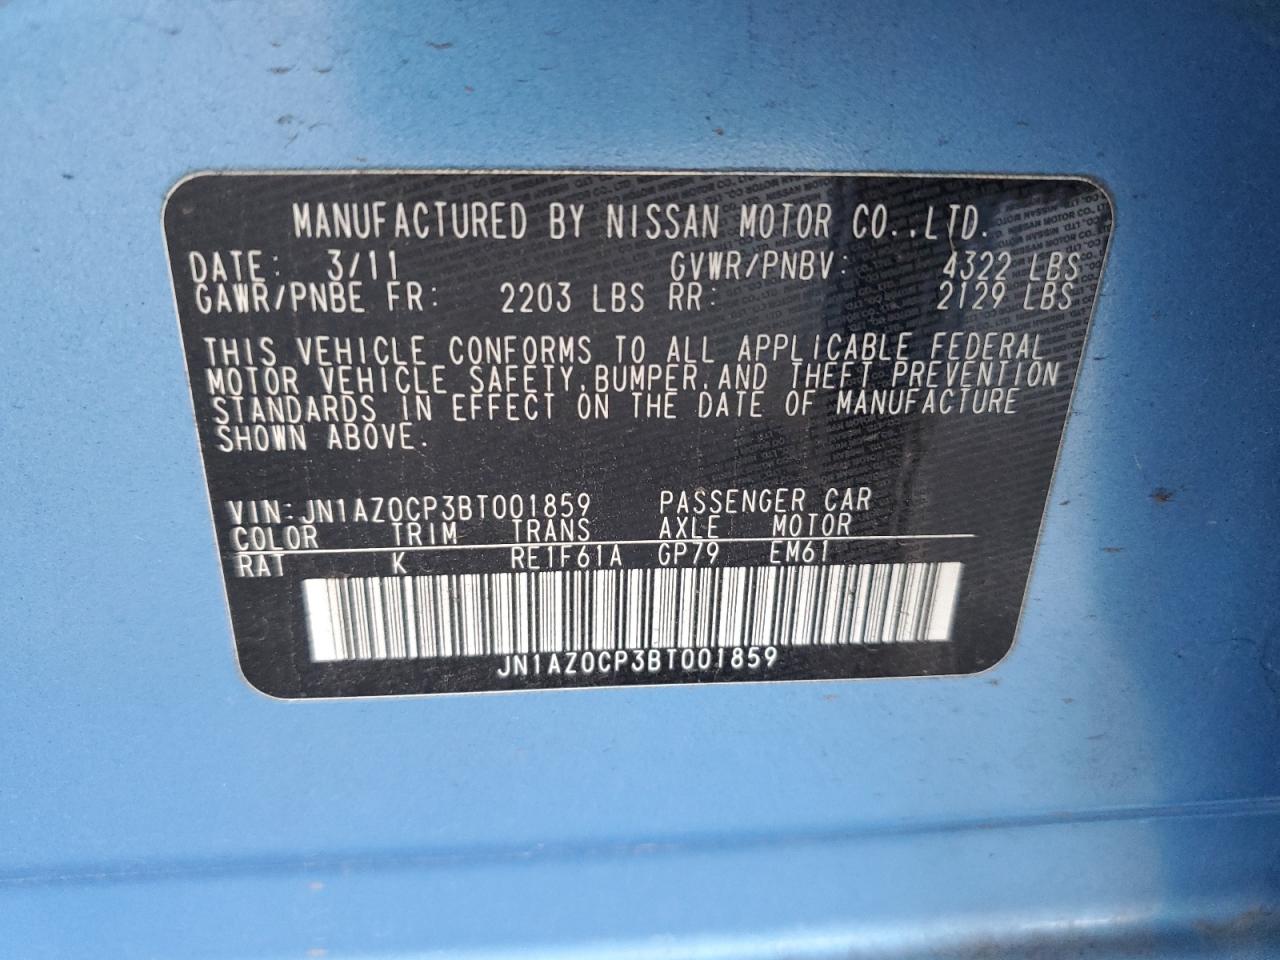 MANUFACTURED BY NISSAN MOTOR CO.,LTD.
DATE: 3/11 GVWR/PNBV: 4322 LBS
GAWR/PNBE FR: 2203 LBS RR: 2129 LBS
THIS VEHICLE CONFORMS TO ALL APPLICABLE FEDERAL
MOTOR VEHICLE SAFETY,BUMPER,AND THEFT PREVENTION
STANDARDS IN EFFECT ON THE DATE OF MANUFACTURE
SHOWN ABOVE.
VIN:JN1AZ0CP3BT001859 PASSENGER CAR
COLOR TRIM TRANS AXLE MOTOR
RAT K RE1F61A GP79 EM61
JN1AZ0CP3BT001859